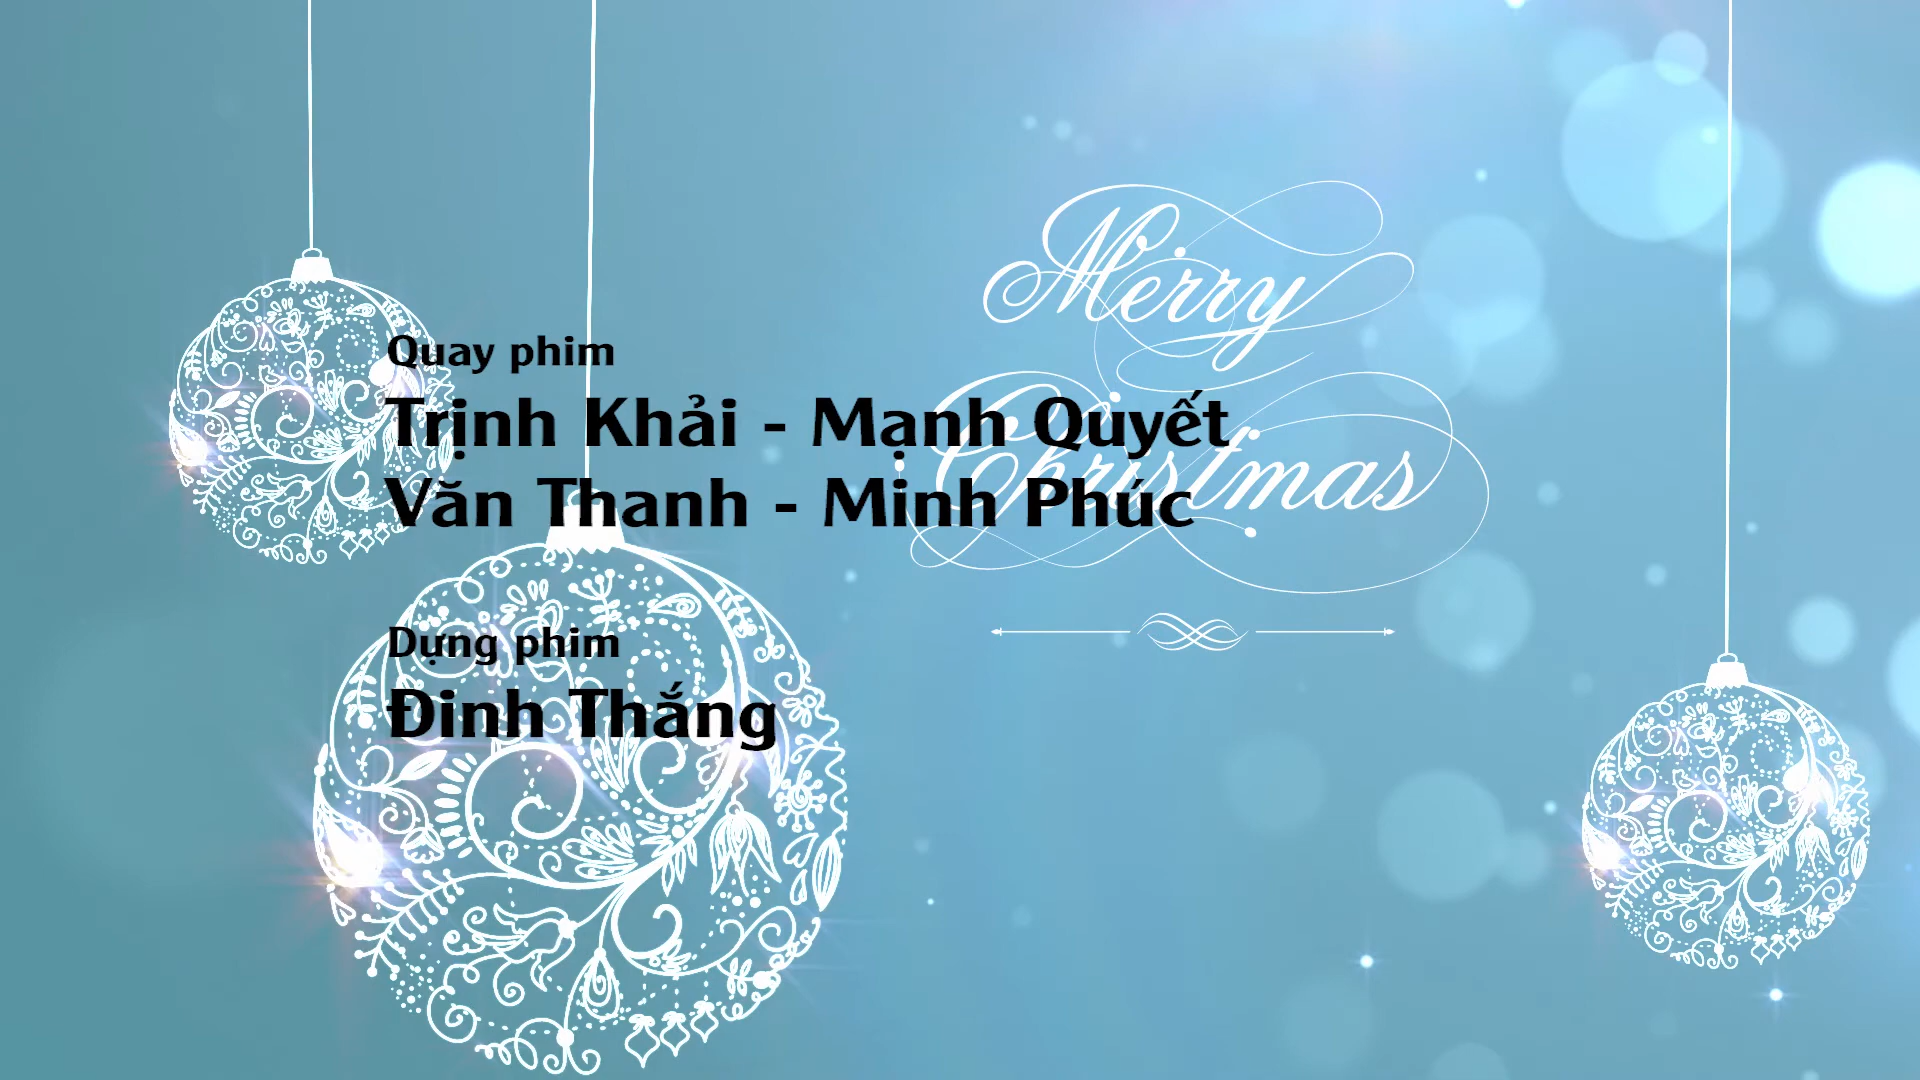 Merry
Christmas
Quay phim
Trịnh Khải - Mạnh Quyết
Văn Thanh - Minh Phúc
Dựng phim
Đinh Thắng